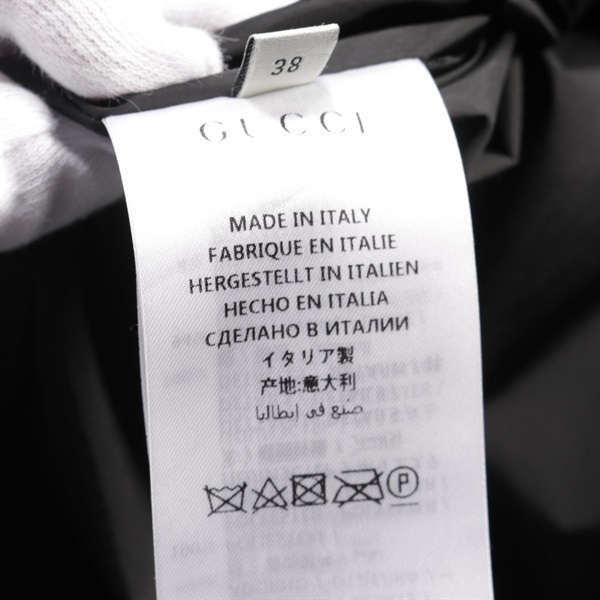 38
GUCCI
MADE IN ITALY
FABRIQUE EN ITALIE
HERGESTELLT IN ITALIEN
HECHO EN ITALIA
СДЕЛАНО В ИТАЛИИ
イタリア製
产地:意大利
صنع في إيطاليا
P